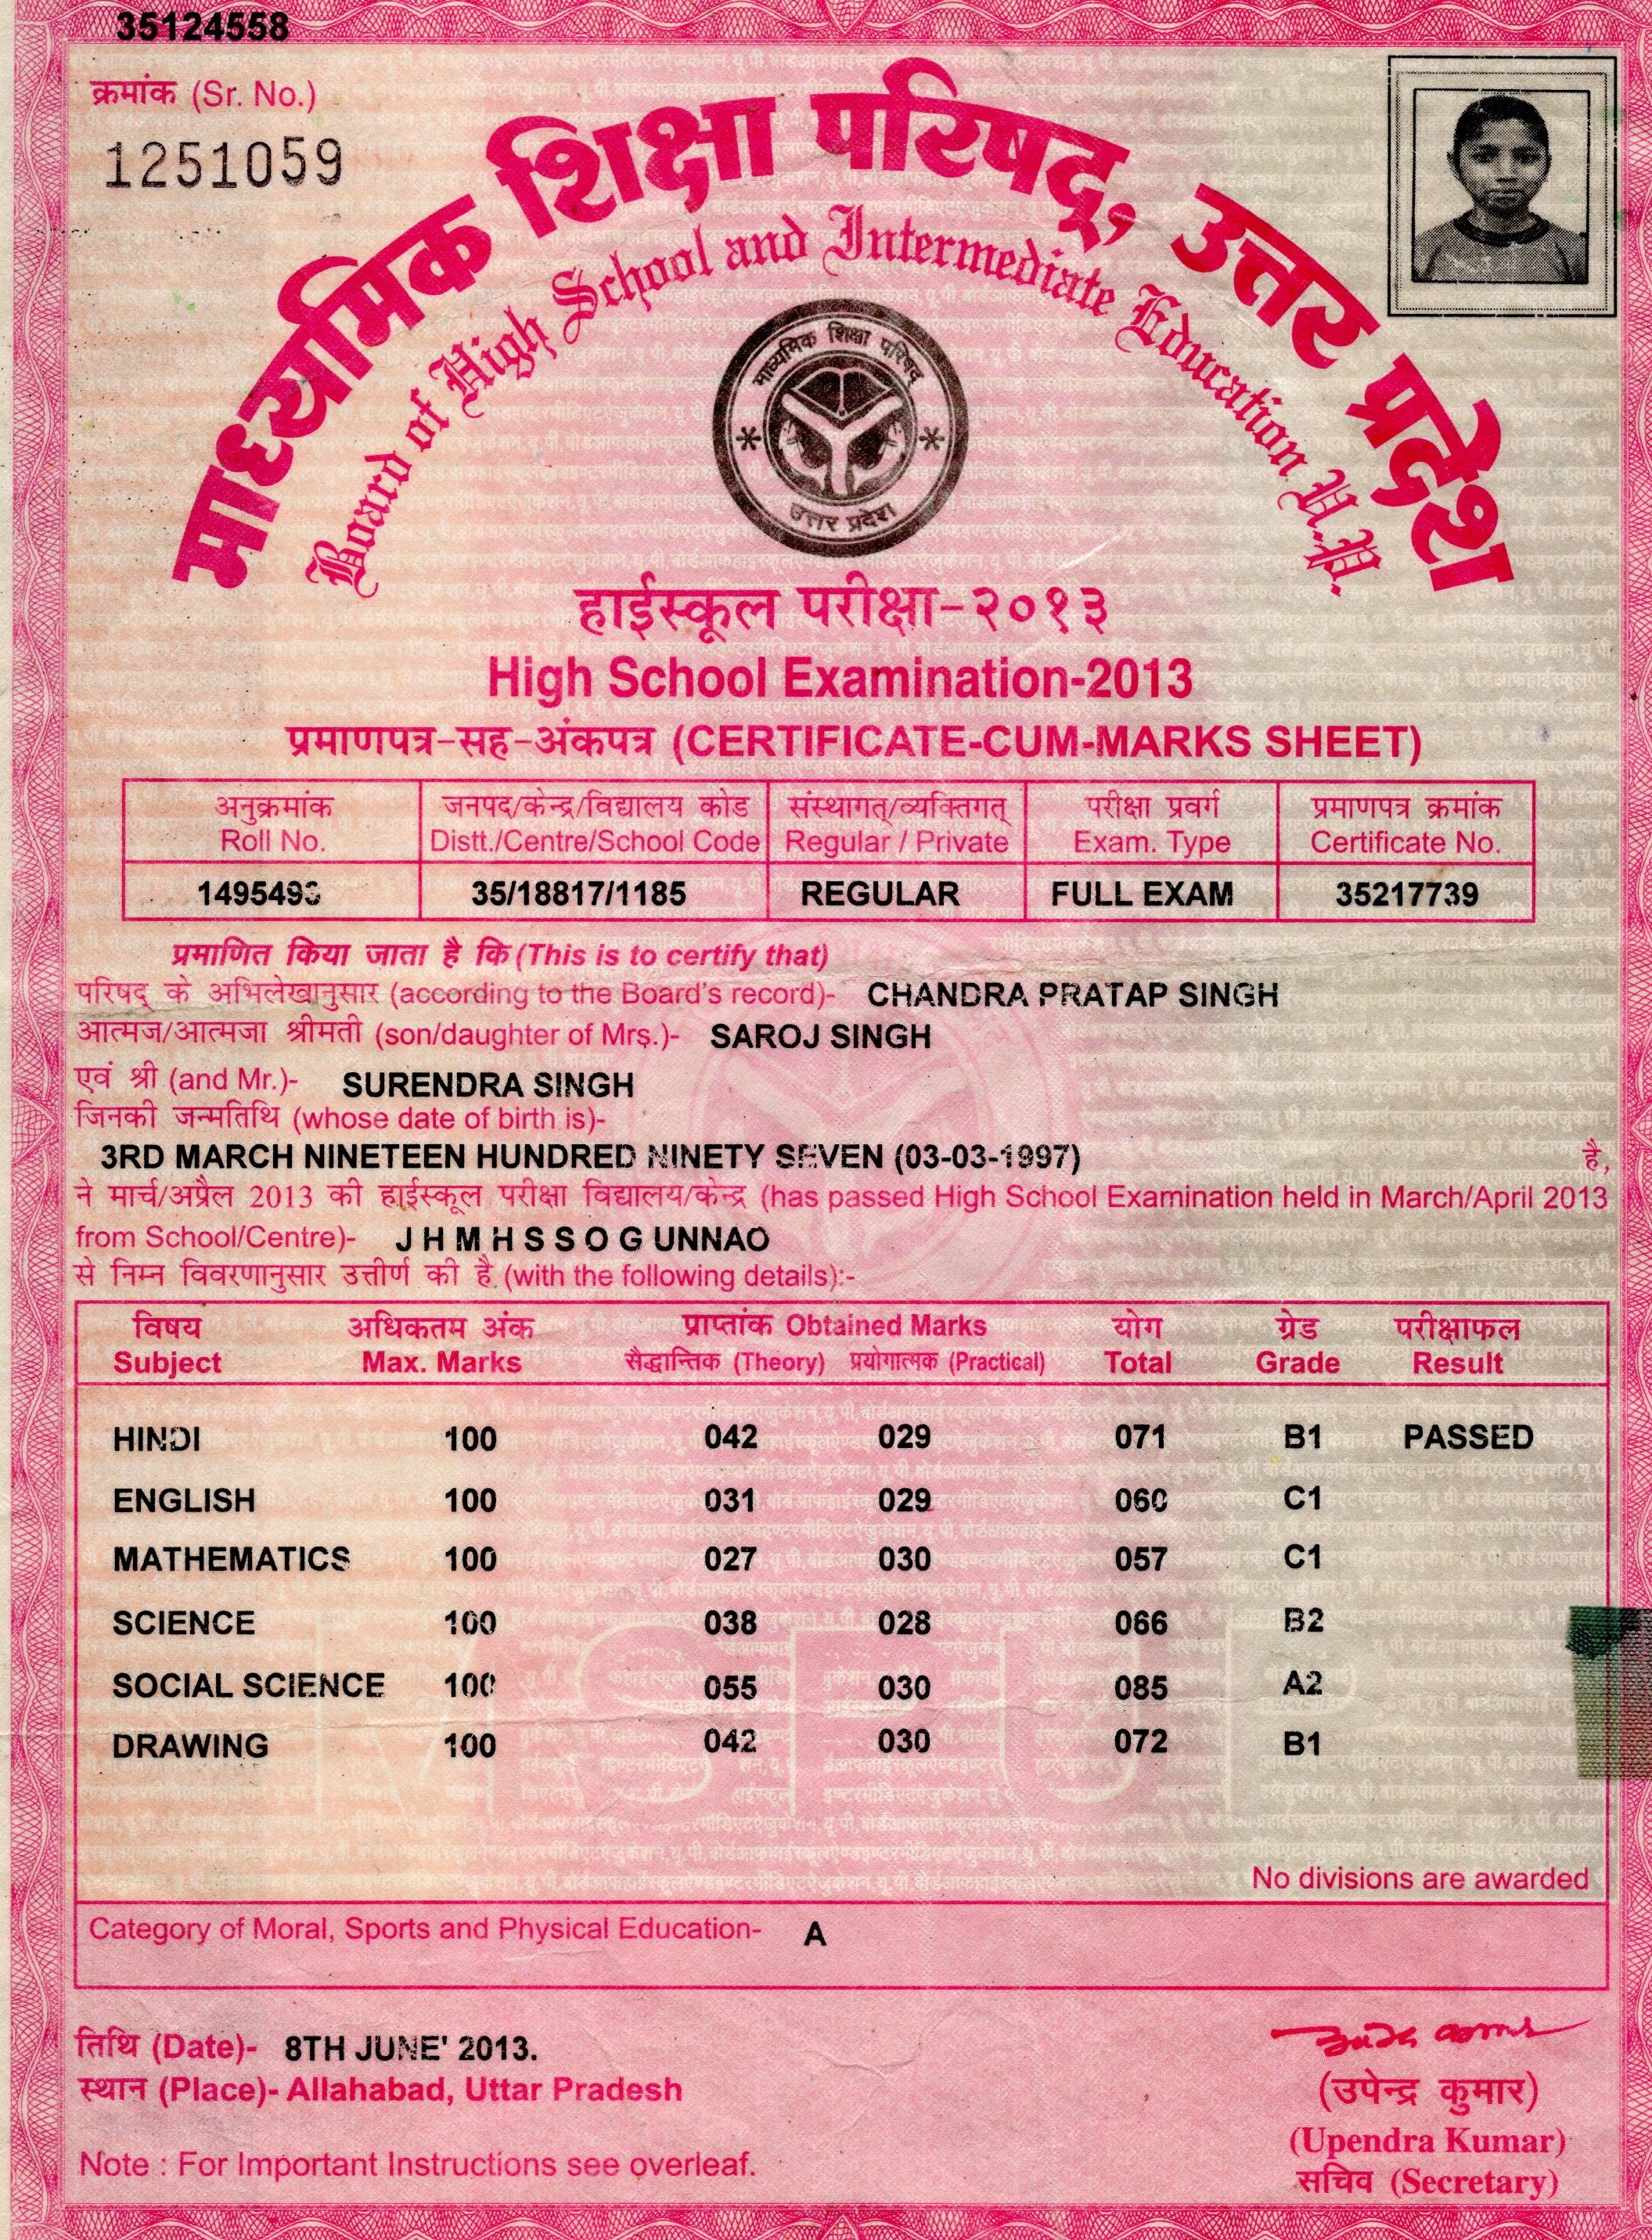 35124558
क्रमांक (Sr. No.)
1251059
माध्यमिक शिक्षा परिषद्, उत्तर प्रदेश
Board of High School and Intermediate Education U.P.
माध्यमिक शिक्षा परिषद्
उत्तर प्रदेश
हाईस्कूल परीक्षा-२०१३
High School Examination-2013
प्रमाणपत्र-सह-अंकपत्र (CERTIFICATE-CUM-MARKS SHEET)
अनुक्रमांक जनपद/केन्द्र/विद्यालय कोड संस्थागत्/व्यक्तिगत् परीक्षा प्रवर्ग प्रमाणपत्र क्रमांक
Roll No. Distt./Centre/School Code Regular / Private Exam. Type Certificate No.
1495493 35/18817/1185 REGULAR FULL EXAM 35217739
प्रमाणित किया जाता है कि (This is to certify that)
परिषद् के अभिलेखानुसार (according to the Board's record)- CHANDRA PRATAP SINGH
आत्मज/आत्मजा श्रीमती (son/daughter of Mrs.)- SAROJ SINGH
एवं श्री (and Mr.)- SURENDRA SINGH
जिनकी जन्मतिथि (whose date of birth is)-
3RD MARCH NINETEEN HUNDRED NINETY SEVEN (03-03-1997) है,
ने मार्च/अप्रैल 2013 की हाईस्कूल परीक्षा विद्यालय/केन्द्र (has passed High School Examination held in March/April 2013
from School/Centre)- J H M H S S O G UNNAO
से निम्न विवरणानुसार उत्तीर्ण की है. (with the following details):-
विषय अधिकतम अंक प्राप्तांक Obtained Marks योग ग्रेड परीक्षाफल
Subject Max. Marks सैद्धान्तिक (Theory) प्रयोगात्मक (Practical) Total Grade Result
HINDI 100 042 029 071 B1 PASSED
ENGLISH 100 031 029 060 C1
MATHEMATICS 100 027 030 057 C1
SCIENCE 100 038 028 066 B2
SOCIAL SCIENCE 100 055 030 085 A2
DRAWING 100 042 030 072 B1
No divisions are awarded
Category of Moral, Sports and Physical Education- A
तिथि (Date)- 8TH JUNE' 2013.
स्थान (Place)- Allahabad, Uttar Pradesh
(उपेन्द्र कुमार)
(Upendra Kumar)
सचिव (Secretary)
Note : For Important Instructions see overleaf.